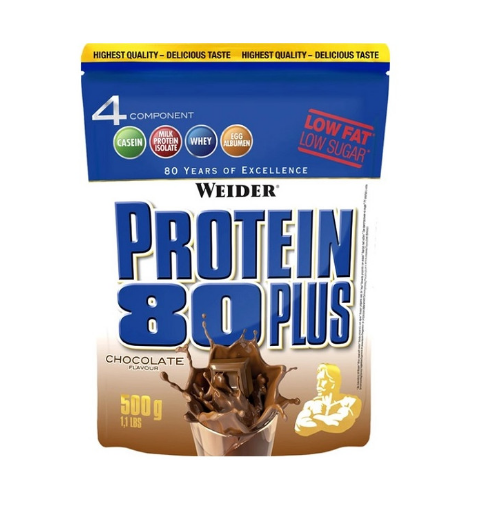 HIGHEST QUALITY – DELICIOUS TASTE HIGHEST QUALITY – DELICIOUS TASTE
4 COMPONENT
CASEIN
MILK
PROTEIN
ISOLATE
WHEY
EGG
ALBUMEN
LOW FAT*
LOW SUGAR*
80 YEARS OF EXCELLENCE
WEIDER®
PROTEIN
80 PLUS
CHOCOLATE
FLAVOUR
500 g
1,1 LBS